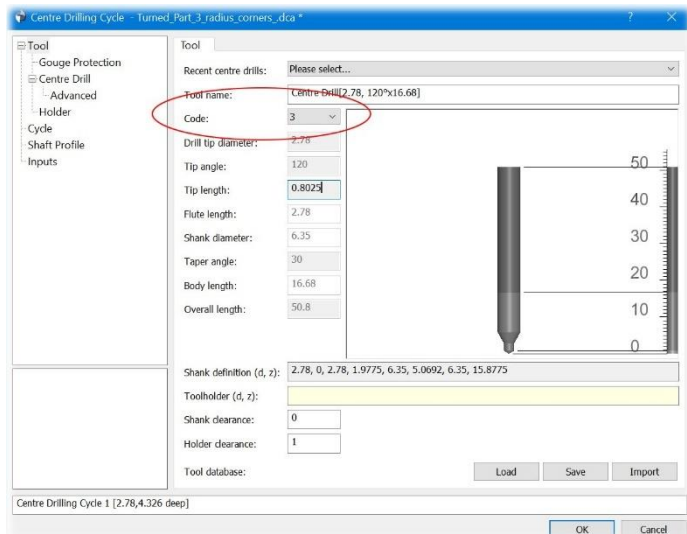 Centre Drilling Cycle - Turned_Part_3_radius_corners_.dca *
? ×
Tool
Gouge Protection
Centre Drill
Advanced
Holder
Cycle
Shaft Profile
Inputs
Tool
Recent centre drills: Please select...
Tool name: Centre Drill[2.78, 120°x16.68]
Code: 3
Drill tip diameter: 2.78
Tip angle: 120
Tip length: 0.8025
Flute length: 2.78
Shank diameter: 6.35
Taper angle: 30
Body length: 16.68
Overall length: 50.8
50
40
30
20
10
0
Shank definition (d, z): 2.78, 0, 2.78, 1.9775, 6.35, 5.0692, 6.35, 15.8775
Toolholder (d, z):
Shank clearance: 0
Holder clearance: 1
Tool database: Load Save Import
Centre Drilling Cycle 1 [2.78,4.326 deep]
OK Cancel